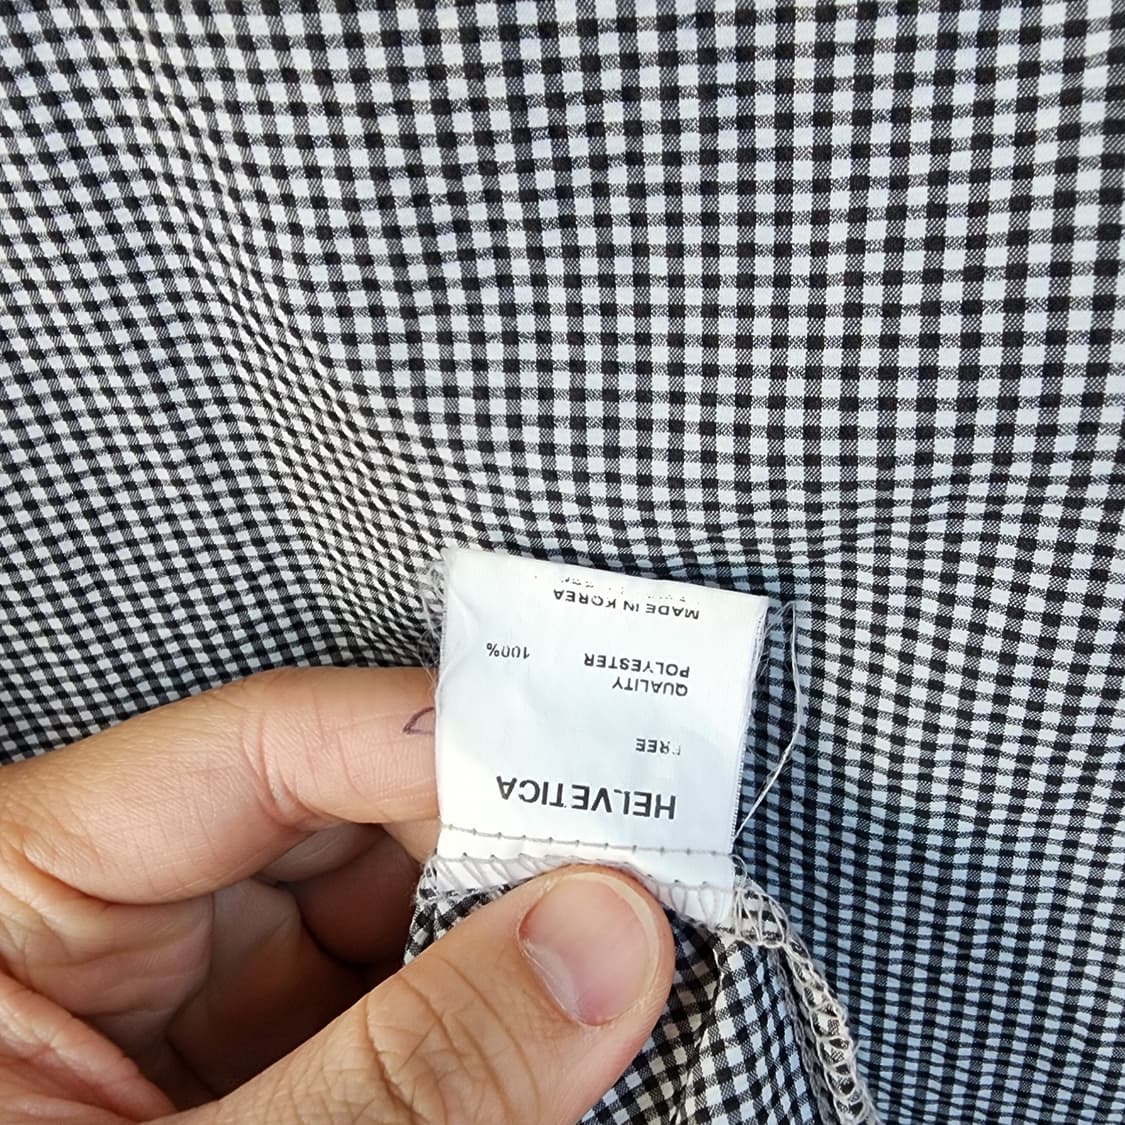 HELVETICA
FREE
QUALITY
POLYESTER 100%
MADE IN KOREA